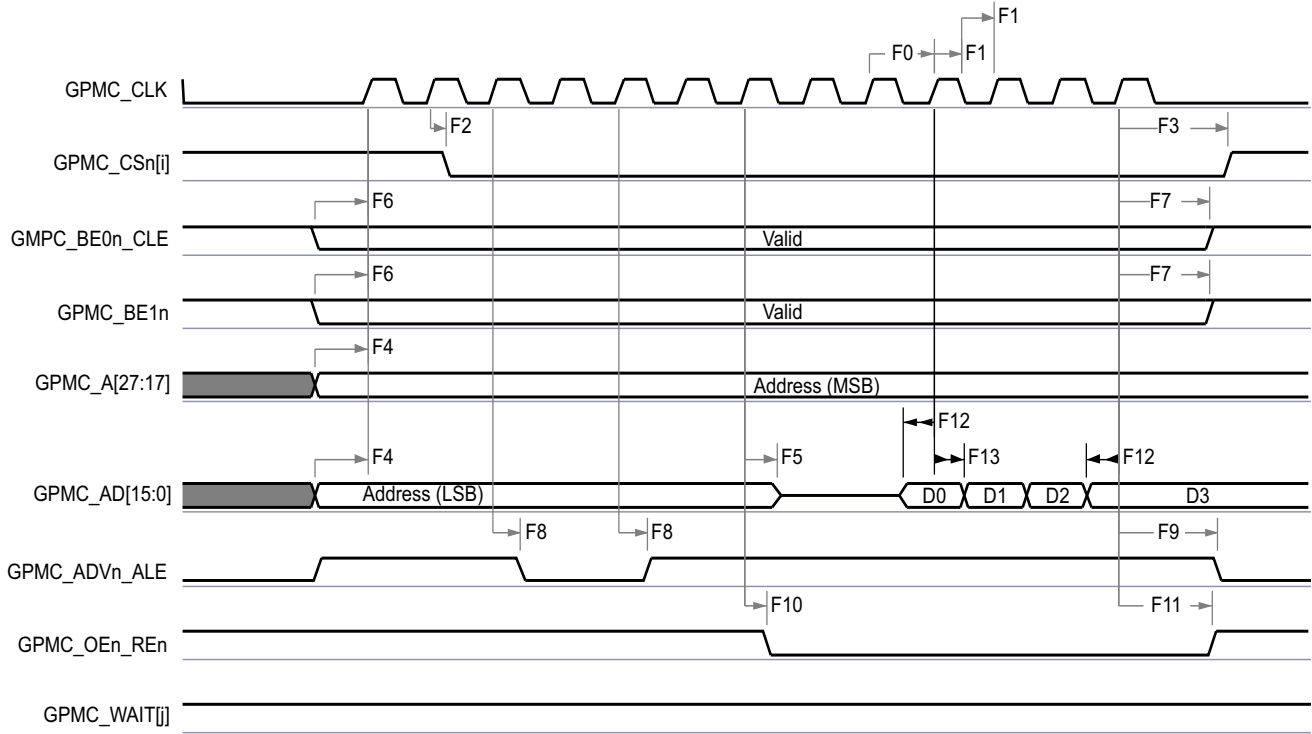 F1
F0 F1
GPMC_CLK
F2 F3
GPMC_CSn[i]
F6 F7
GMPC_BE0n_CLE Valid
F6 F7
GPMC_BE1n Valid
F4
GPMC_A[27:17] Address (MSB)
F12
F4 F5 F13 F12
GPMC_AD[15:0] Address (LSB) D0 D1 D2 D3
F8 F8 F9
GPMC_ADVn_ALE
F10 F11
GPMC_OEn_REn
GPMC_WAIT[j]